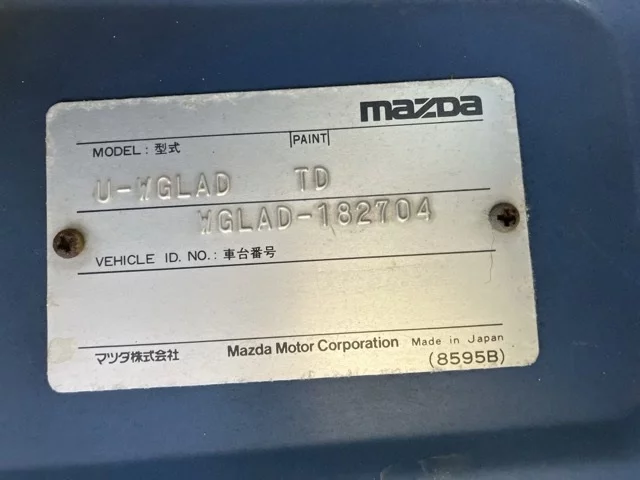 mazda
MODEL : 型式 PAINT
U-WGLAD TD
WGLAD-182704
VEHICLE ID. NO. : 車台番号
マツダ株式会社 Mazda Motor Corporation Made in Japan
(8595B)